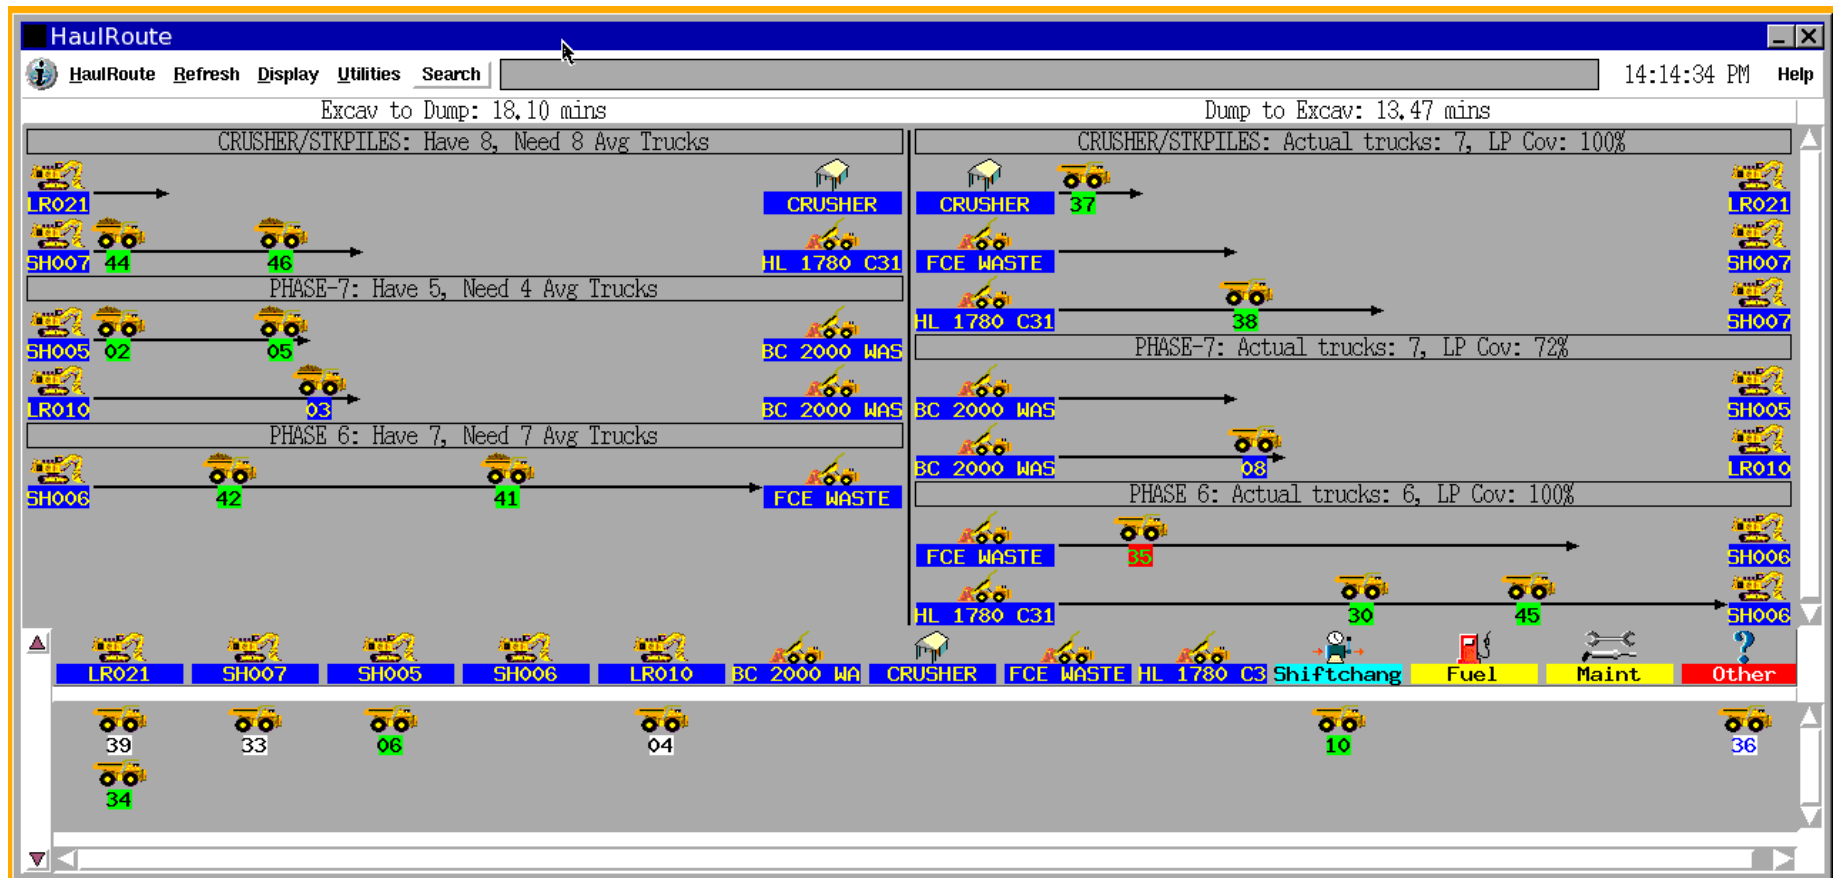 HaulRoute
HaulRoute Refresh Display Utilities Search 14:14:34 PM Help
Excav to Dump: 18.10 mins
CRUSHER/STKPILES: Have 8, Need 8 Avg Trucks
LR021 CRUSHER
SH007 44 46 HL 1780 C31
PHASE-7: Have 5, Need 4 Avg Trucks
SH005 02 05 BC 2000 WAS
LR010 03 BC 2000 WAS
PHASE 6: Have 7, Need 7 Avg Trucks
SH006 42 41 FCE WASTE
Dump to Excav: 13.47 mins
CRUSHER/STKPILES: Actual trucks: 7, LP Cov: 100%
CRUSHER 37 LR021
FCE WASTE SH007
HL 1780 C31 38 SH007
PHASE-7: Actual trucks: 7, LP Cov: 72%
BC 2000 WAS SH005
BC 2000 WAS 08 LR010
PHASE 6: Actual trucks: 6, LP Cov: 100%
FCE WASTE 35 SH006
HL 1780 C31 30 45 SH006
LR021 SH007 SH005 SH006 LR010 BC 2000 WA CRUSHER FCE WASTE HL 1780 C3 Shiftchang Fuel Maint Other
39 33 06 04 10 36
34